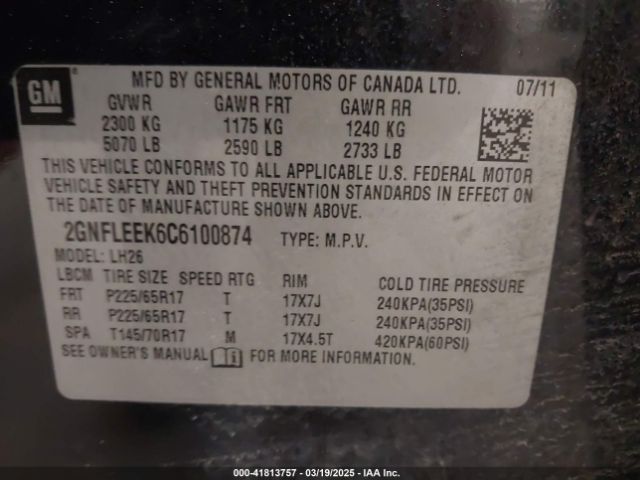 GM
MFD BY GENERAL MOTORS OF CANADA LTD. 07/11
GVWR GAWR FRT GAWR RR
2300 KG 1175 KG 1240 KG
5070 LB 2590 LB 2733 LB
THIS VEHICLE CONFORMS TO ALL APPLICABLE U.S. FEDERAL MOTOR
VEHICLE SAFETY AND THEFT PREVENTION STANDARDS IN EFFECT ON
THE DATE OF MANUFACTURE SHOWN ABOVE.
2GNFLEEK6C6100874 TYPE: M.P.V.
MODEL: LH26
LBCM TIRE SIZE SPEED RTG RIM COLD TIRE PRESSURE
FRT P225/65R17 T 17X7J 240KPA(35PSI)
RR P225/65R17 T 17X7J 240KPA(35PSI)
SPA T145/70R17 M 17X4.5T 420KPA(60PSI)
SEE OWNER'S MANUAL i FOR MORE INFORMATION.
000-41813757 - 03/19/2025 - IAA Inc.